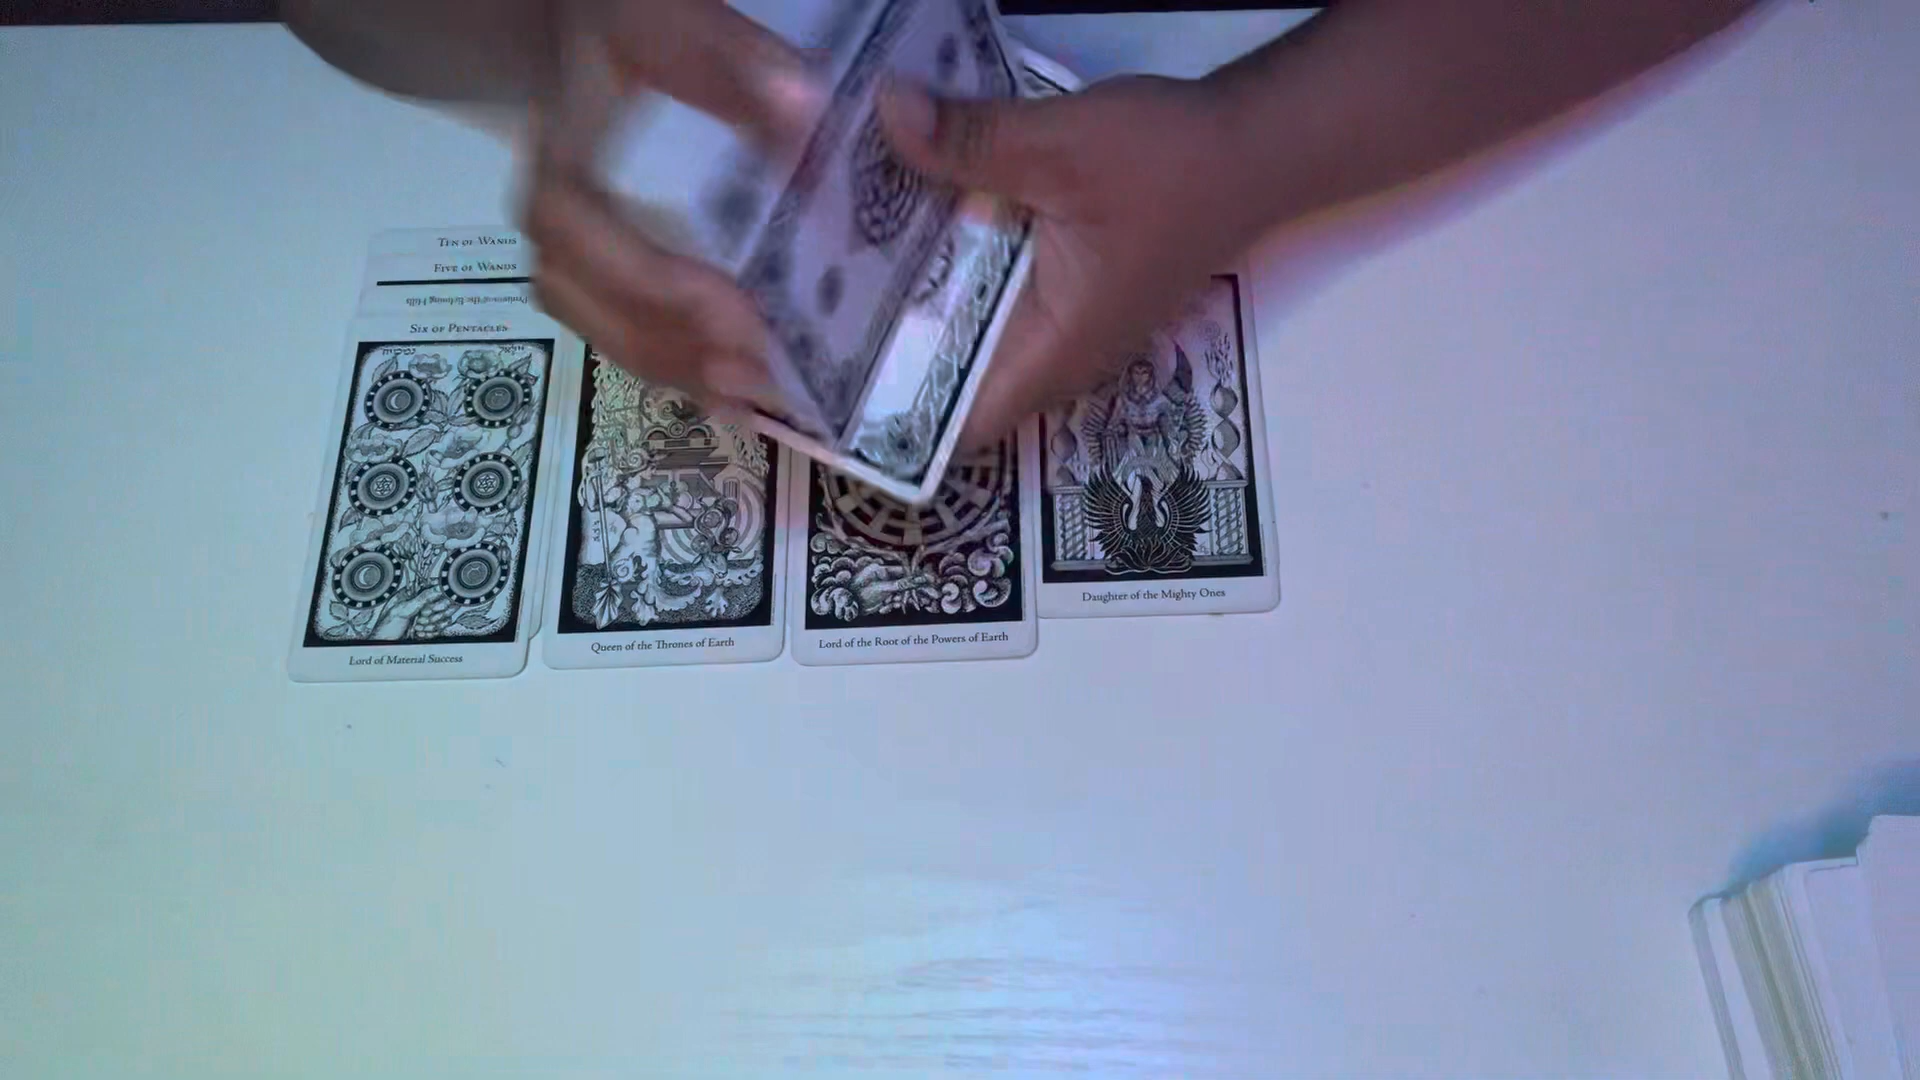 TEN OF WANDS
FIVE OF WANDS
SIX OF PENTACLES
Lord of Material Success
Queen of the Thrones of Earth
Lord of the Root of the Powers of Earth
Daughter of the Mighty Ones